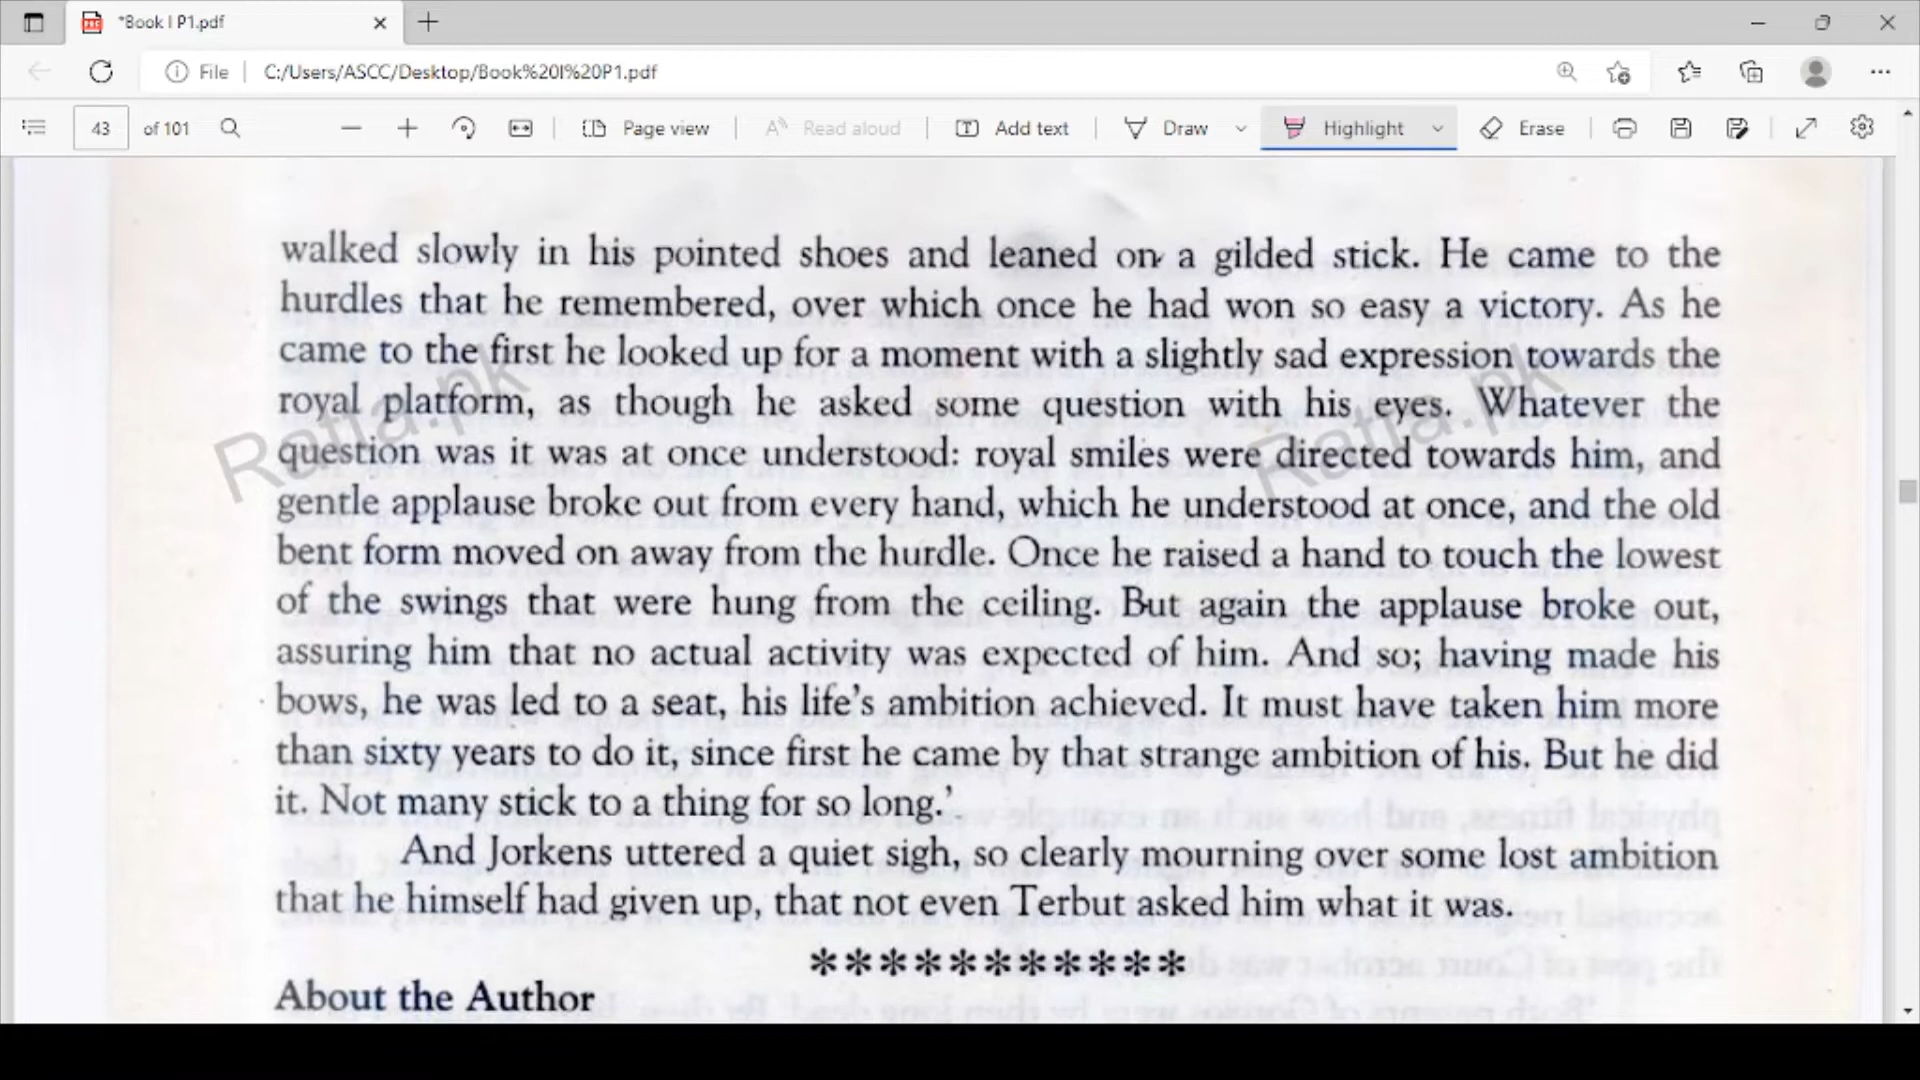 *Book I P1.pdf
File
C:/Users/ASCC/Desktop/Book%20I%20P1.pdf
43 of 101
Page view
Read aloud
Add text
Draw
Highlight
Erase
walked slowly in his pointed shoes and leaned on a gilded stick. He came to the
hurdles that he remembered, over which once he had won so easy a victory. As he
came to the first he looked up for a moment with a slightly sad expression towards the
royal platform, as though he asked some question with his eyes. Whatever the
question was it was at once understood: royal smiles were directed towards him, and
gentle applause broke out from every hand, which he understood at once, and the old
bent form moved on away from the hurdle. Once he raised a hand to touch the lowest
of the swings that were hung from the ceiling. But again the applause broke out,
assuring him that no actual activity was expected of him. And so; having made his
bows, he was led to a seat, his life's ambition achieved. It must have taken him more
than sixty years to do it, since first he came by that strange ambition of his. But he did
it. Not many stick to a thing for so long.'
And Jorkens uttered a quiet sigh, so clearly mourning over some lost ambition
that he himself had given up, that not even Terbut asked him what it was.
***********
About the Author
Ratta.pk
Ratta.pk